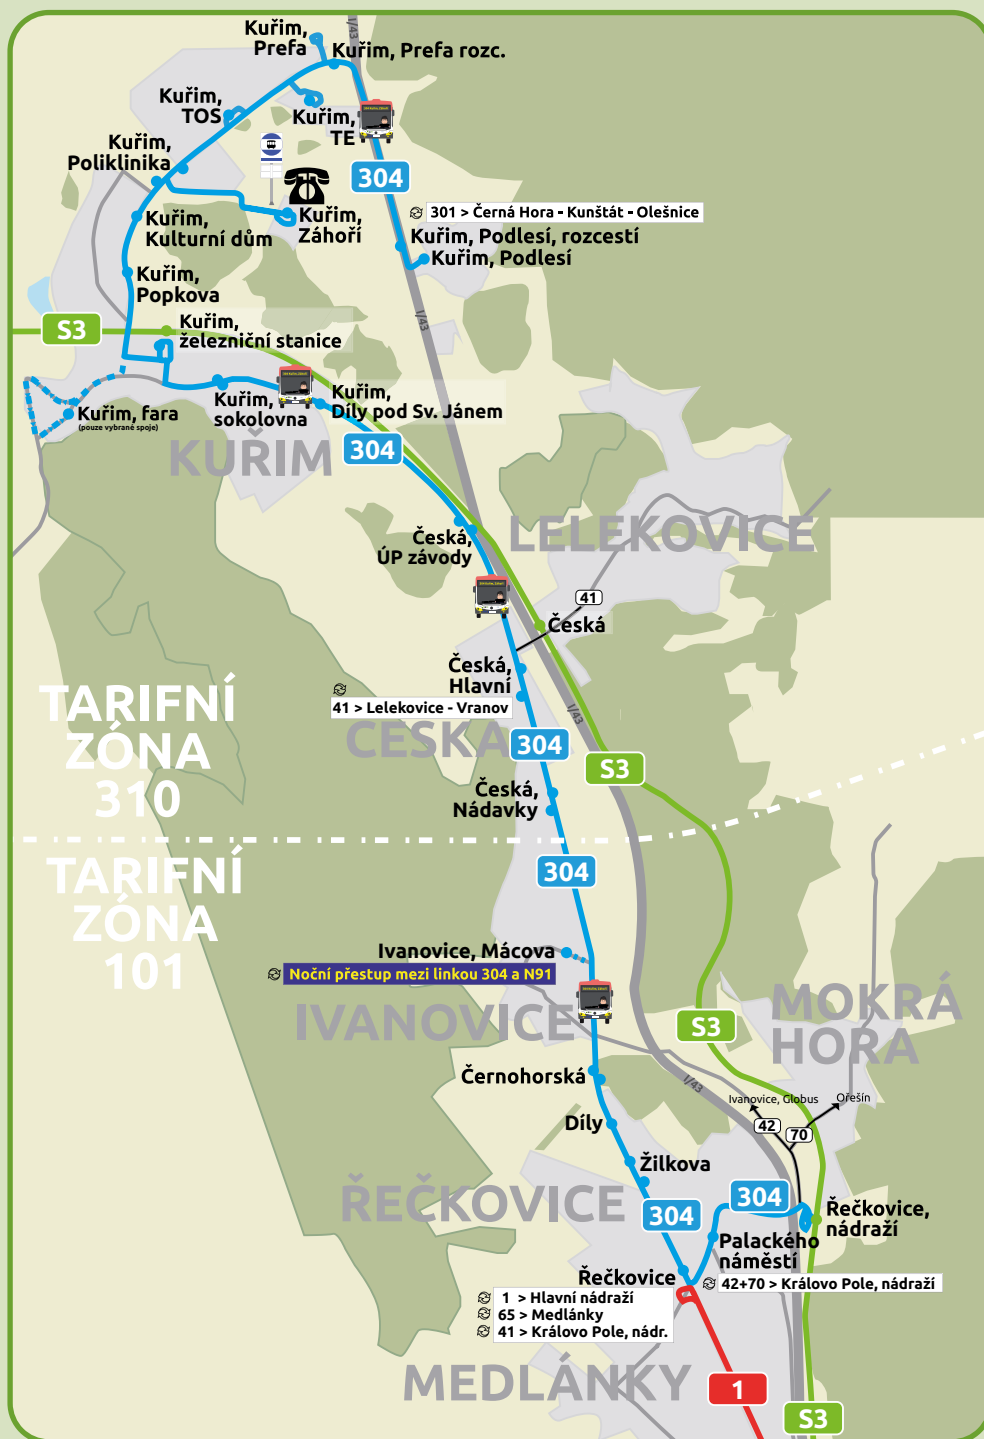 Kuřim,
Prefa
Kuřim, Prefa rozc.
I/43
Kuřim,
TOS
Kuřim,
TE
Kuřim,
Poliklinika
304
301 > Černá Hora - Kunštát - Olešnice
Kuřim,
Záhoří
Kuřim,
Kulturní dům
Kuřim, Podlesí, rozcestí
Kuřim, Podlesí
Kuřim,
Popkova
I/43
S3
Kuřim,
železniční stanice
Kuřim, fara
(pouze vybrané spoje)
Kuřim,
sokolovna
Kuřim,
Díly pod Sv. Jánem
KUŘIM
304
LELEKOVICE
Česká,
ÚP závody
41
Česká
Česká,
Hlavní
41 > Lelekovice - Vranov
I/43
TARIFNÍ
ZÓNA
310
ČESKÁ
304
S3
Česká,
Nádavky
TARIFNÍ
ZÓNA
101
304
Ivanovice, Mácova
Noční přestup mezi linkou 304 a N91
IVANOVICE
MOKRÁ
HORA
S3
Černohorská
I/43
Ivanovice, Globus
Ořešín
42
70
Díly
Žilkova
ŘEČKOVICE
304
304
Řečkovice,
nádraží
Palackého
náměstí
Řečkovice
42+70 > Královo Pole, nádraží
1 > Hlavní nádraží
65 > Medlánky
41 > Královo Pole, nádr.
MEDLÁNKY
1
S3